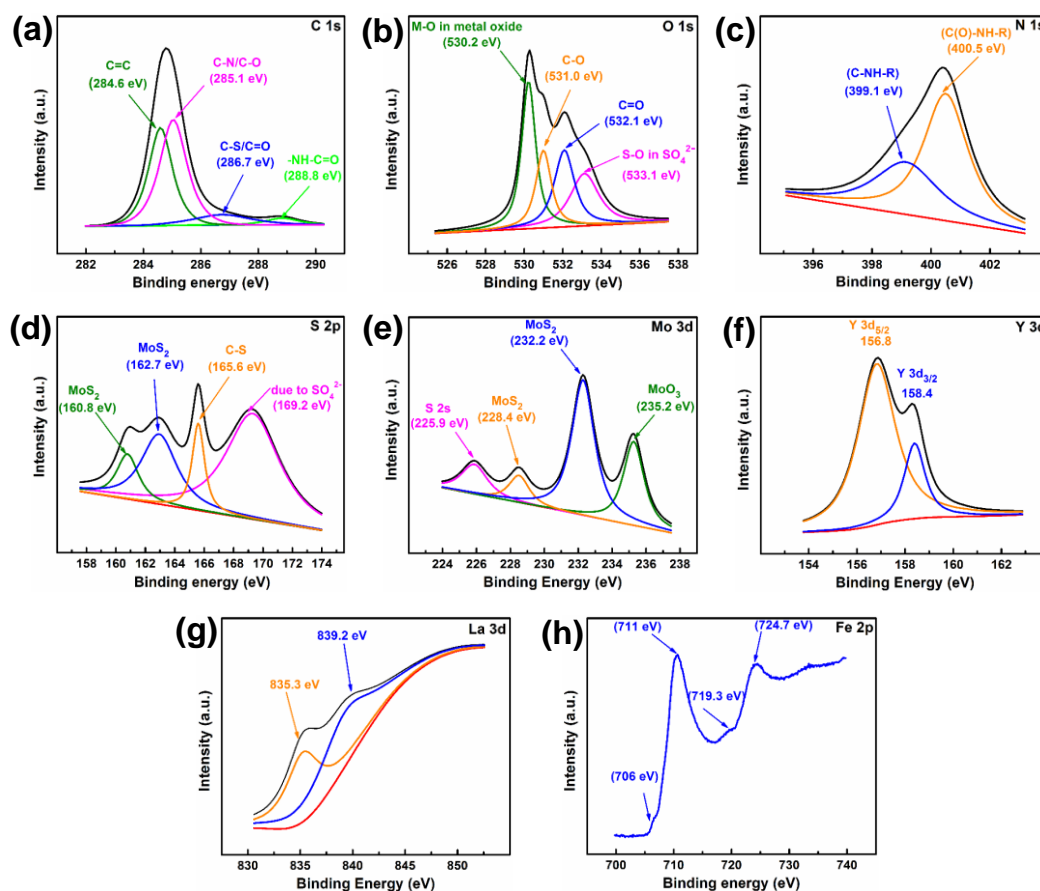 (a)
C 1s
C=C
(284.6 eV)
C-N/C-O
(285.1 eV)
C-S/C=O
(286.7 eV)
-NH-C=O
(288.8 eV)
Intensity (a.u.)
282 284 286 288 290
Binding energy (eV)
(b)
O 1s
M-O in metal oxide
(530.2 eV)
C-O
(531.0 eV)
C=O
(532.1 eV)
S-O in SO₄²⁻
(533.1 eV)
Intensity (a.u.)
526 528 530 532 534 536 538
Binding energy (eV)
(c)
N 1s
(C(O)-NH-R)
(400.5 eV)
(C-NH-R)
(399.1 eV)
Intensity (a.u.)
396 398 400 402
Binding energy (eV)
(d)
S 2p
MoS₂
(160.8 eV)
MoS₂
(162.7 eV)
C-S
(165.6 eV)
due to SO₄²⁻
(169.2 eV)
Intensity (a.u.)
158 160 162 164 166 168 170 172 174
Binding energy (eV)
(e)
Mo 3d
MoS₂
(232.2 eV)
S 2s
(225.9 eV)
MoS₂
(228.4 eV)
MoO₃
(235.2 eV)
Intensity (a.u.)
224 226 228 230 232 234 236 238
Binding energy (eV)
(f)
Y 3d
Y 3d₅/₂
156.8
Y 3d₃/₂
158.4
Intensity (a.u.)
154 156 158 160 162
Binding energy (eV)
(g)
La 3d
839.2 eV
835.3 eV
Intensity (a.u.)
830 835 840 845 850
Binding Energy (eV)
(h)
Fe 2p
(711 eV)
(724.7 eV)
(719.3 eV)
(706 eV)
Intensity (a.u.)
700 710 720 730 740
Binding Energy (eV)